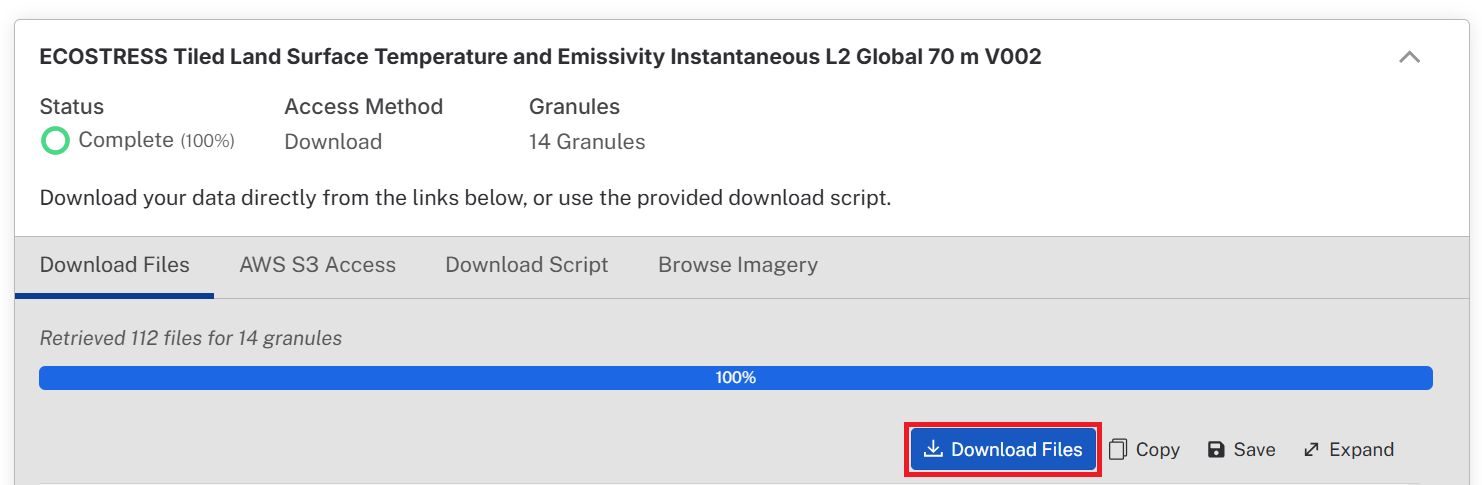 ECOSTRESS Tiled Land Surface Temperature and Emissivity Instantaneous L2 Global 70 m V002
Status Access Method Granules
Complete (100%) Download 14 Granules
Download your data directly from the links below, or use the provided download script.
Download Files AWS S3 Access Download Script Browse Imagery
Retrieved 112 files for 14 granules
100%
Download Files Copy Save Expand